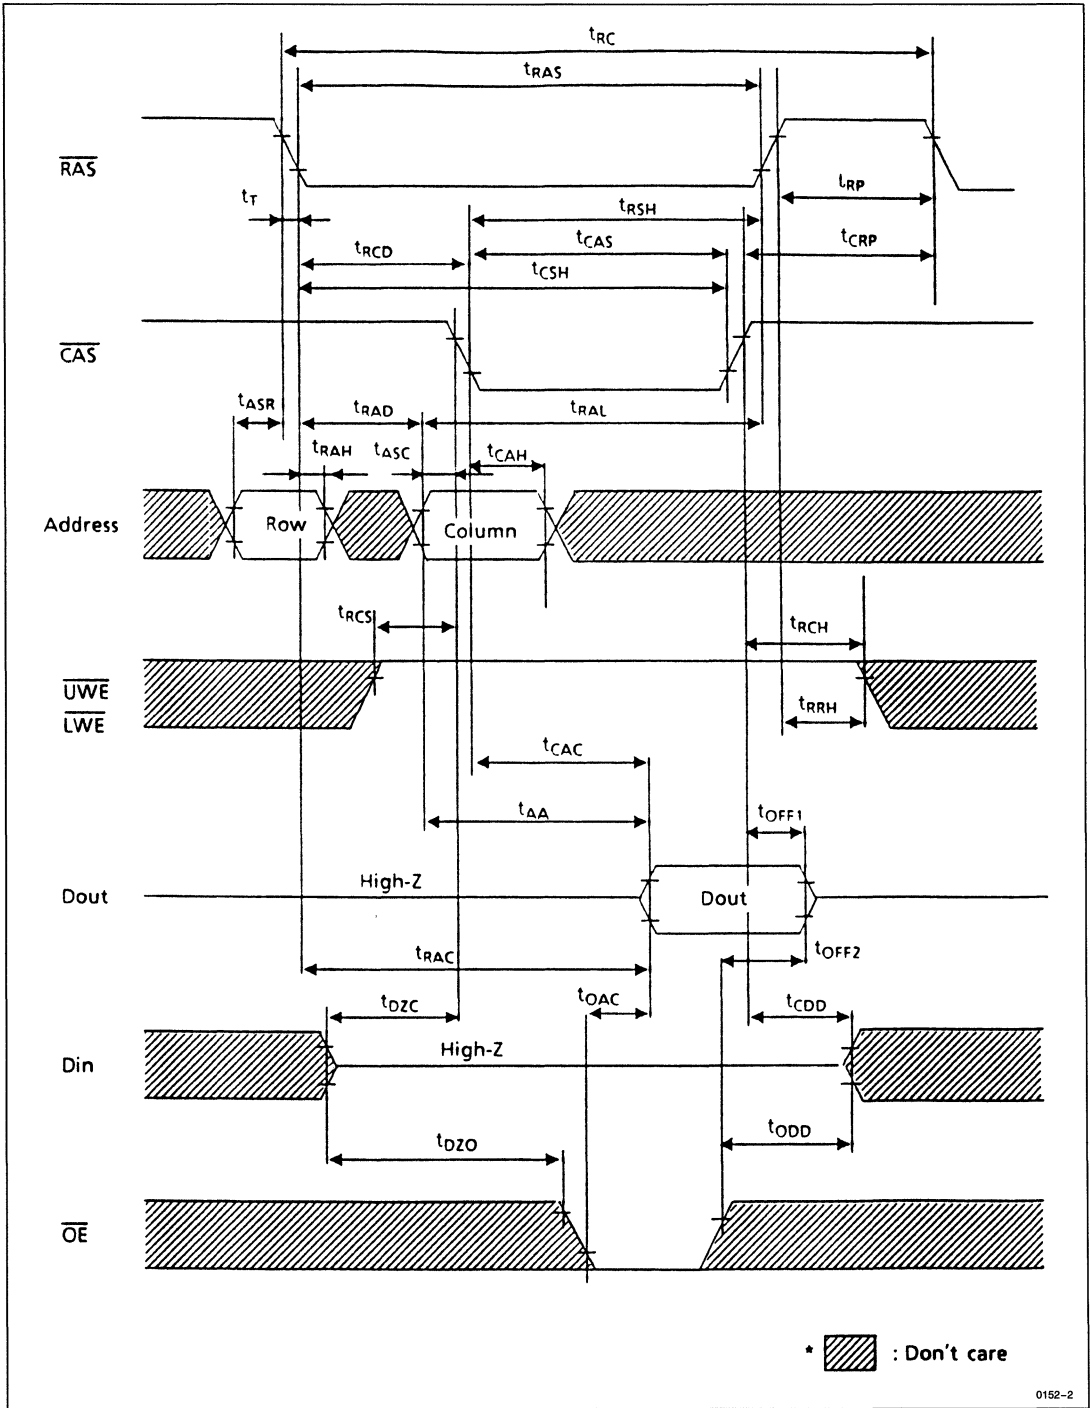 tRC
tRAS
RAS
tT
tRP
tRSH
tCRP
tRCD
tCAS
tCSH
CAS
tASR
tRAD
tRAL
tRAH
tASC
tCAH
Address
Row
Column
tRCS
tRCH
UWE
LWE
tRRH
tCAC
tAA
tOFF1
High-Z
Dout
Dout
tRAC
tOFF2
tOAC
tDZC
tCDD
High-Z
Din
tDZO
tODD
OE
* : Don't care
0152-2